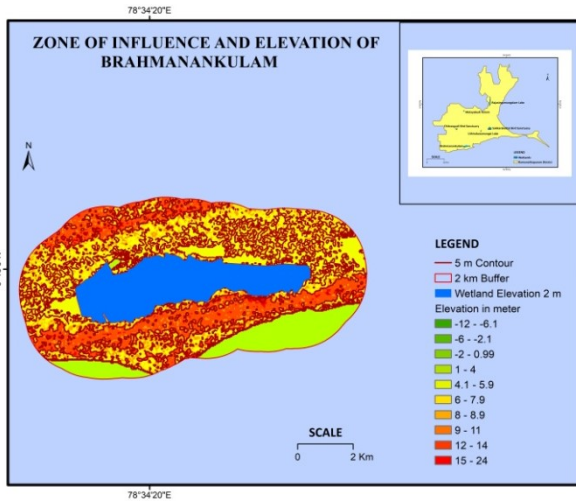 78°34'20"E
ZONE OF INFLUENCE AND ELEVATION OF
BRAHMANANKULAM
N
LEGEND
5 m Contour
2 km Buffer
Wetland Elevation 2 m
Elevation in meter
-12 - -6.1
-6 - -2.1
-2 - 0.99
1 - 4
4.1 - 5.9
6 - 7.9
8 - 8.9
9 - 11
12 - 14
15 - 24
SCALE
0 2 Km
78°34'20"E